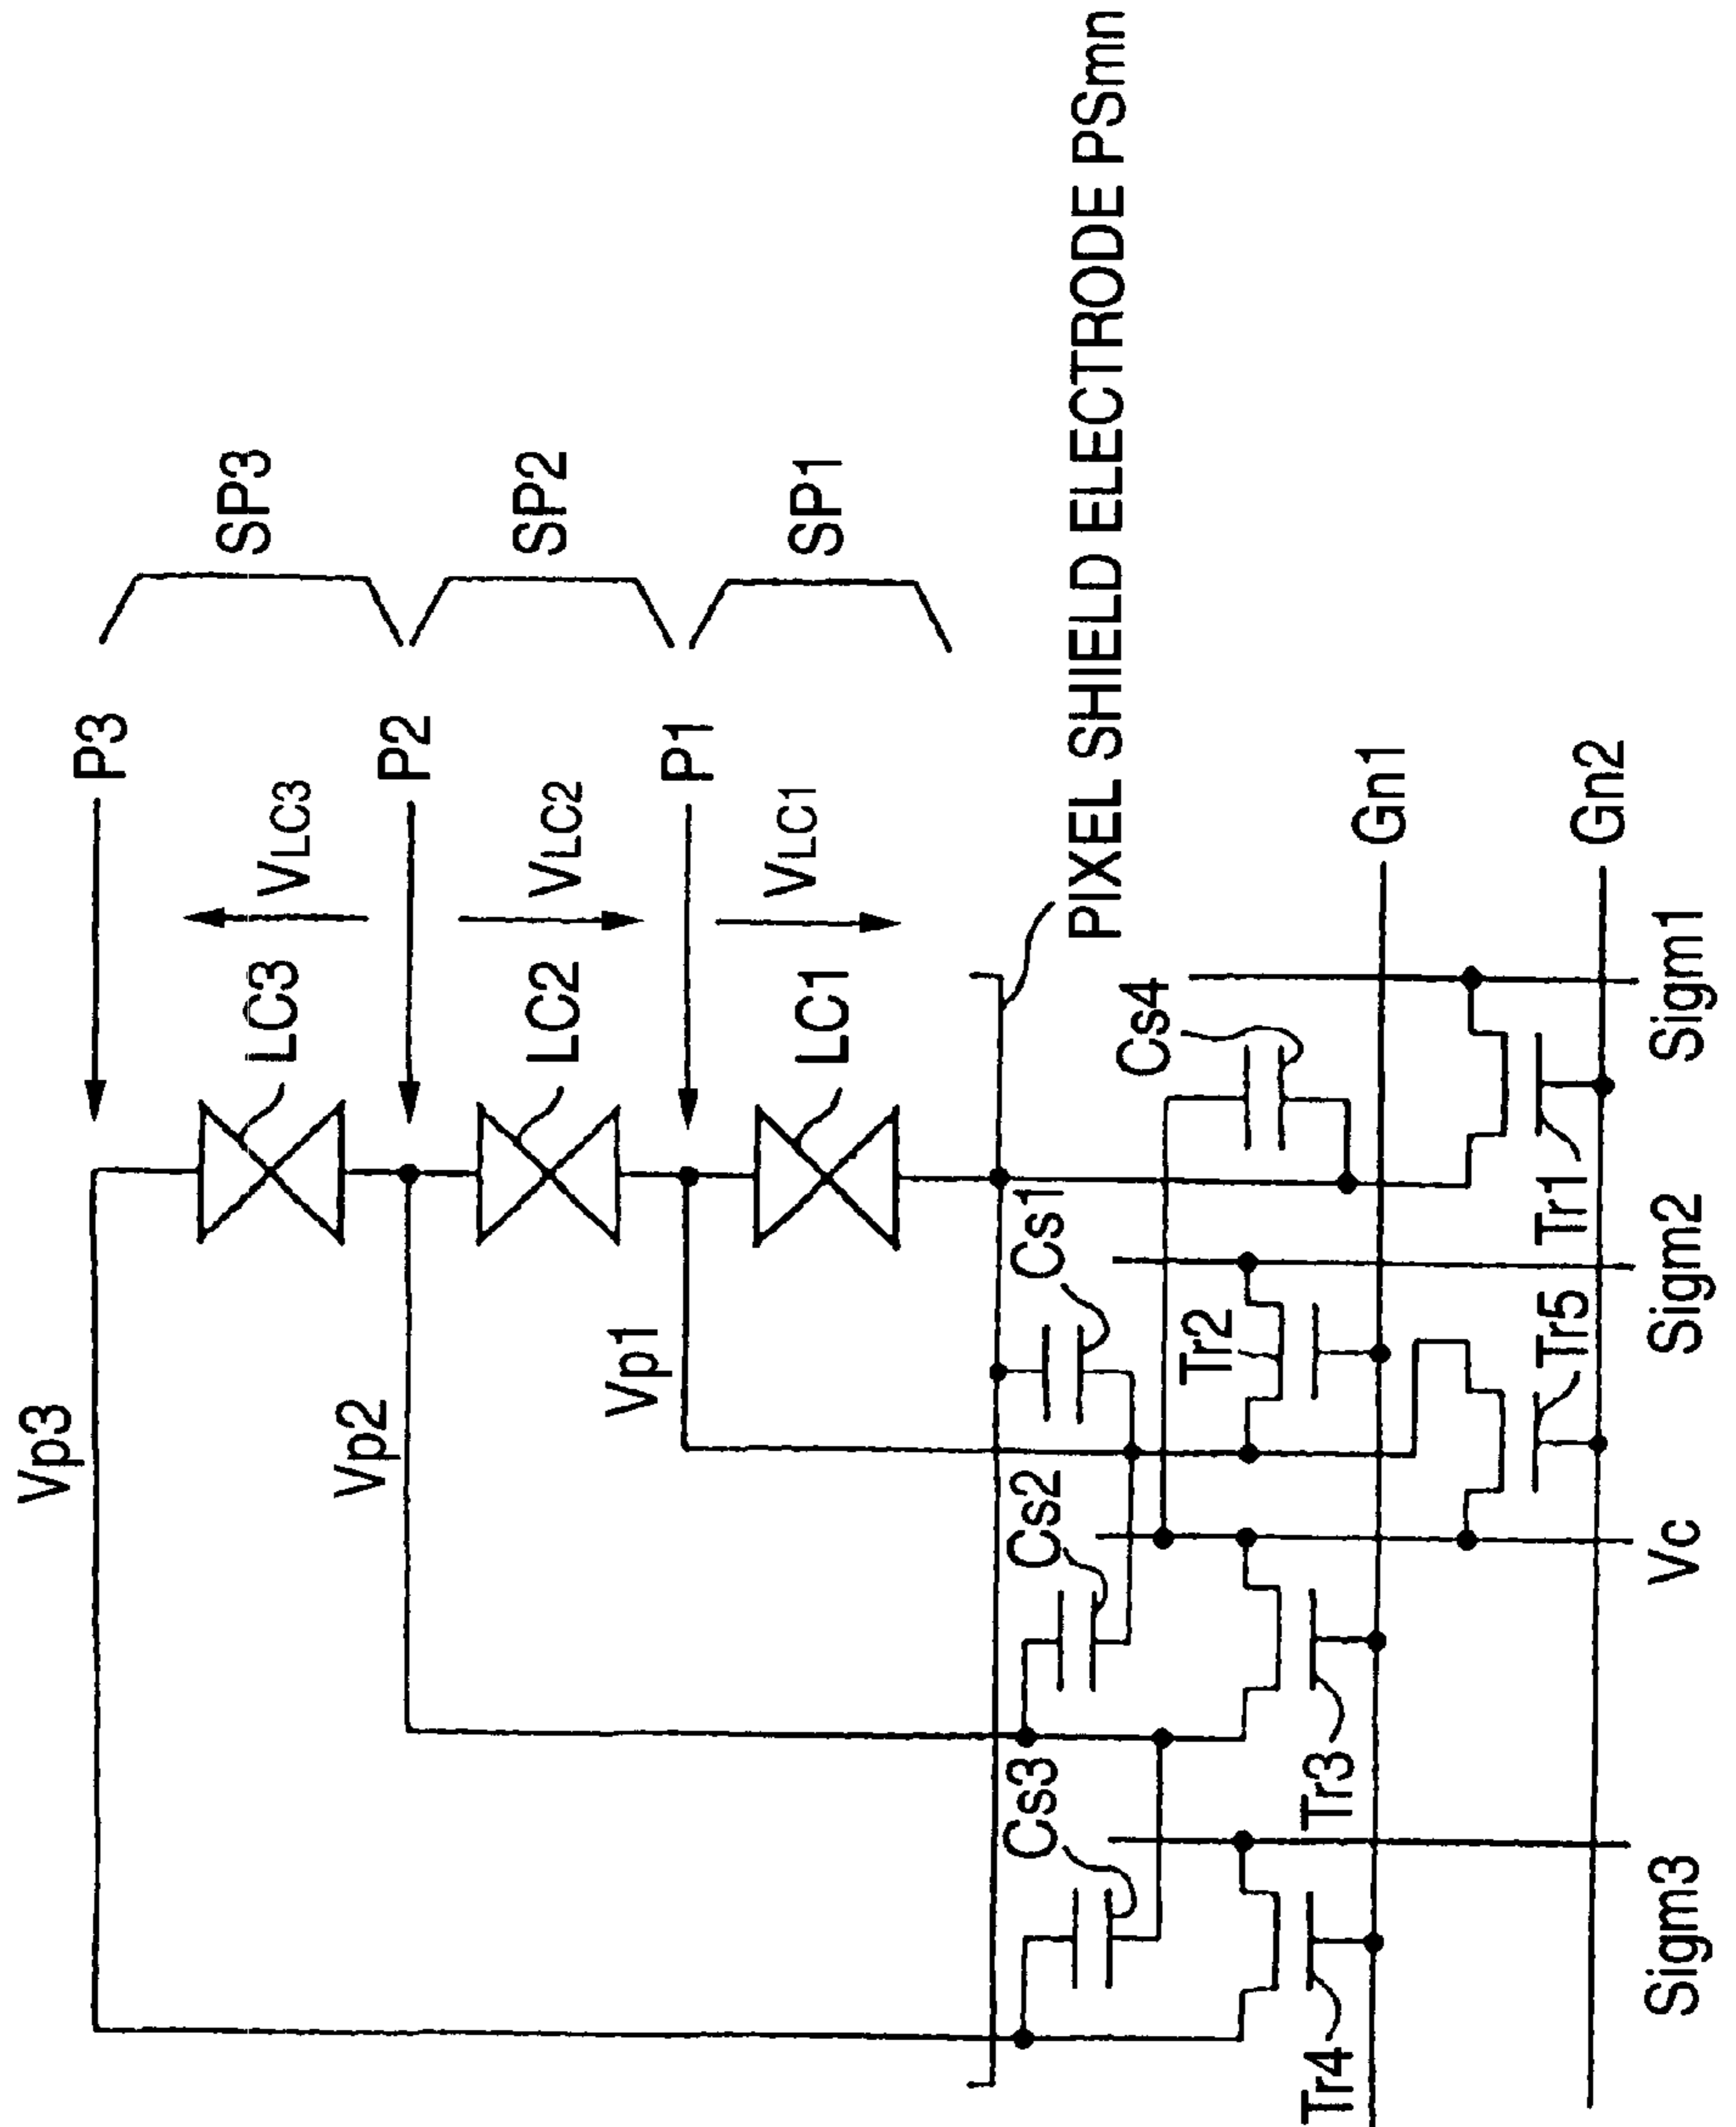 Vp3
Vp2
Vp1
P3
P2
P1
SP3
SP2
SP1
VLC3
VLC2
VLC1
LC3
LC2
LC1
PIXEL SHIELD ELECTRODE PSmn
Cs3
Cs2
Cs1
Cs4
Tr4
Tr3
Tr2
Tr5
Tr1
Gn1
Gn2
Sigm3
Vc
Sigm2
Sigm1